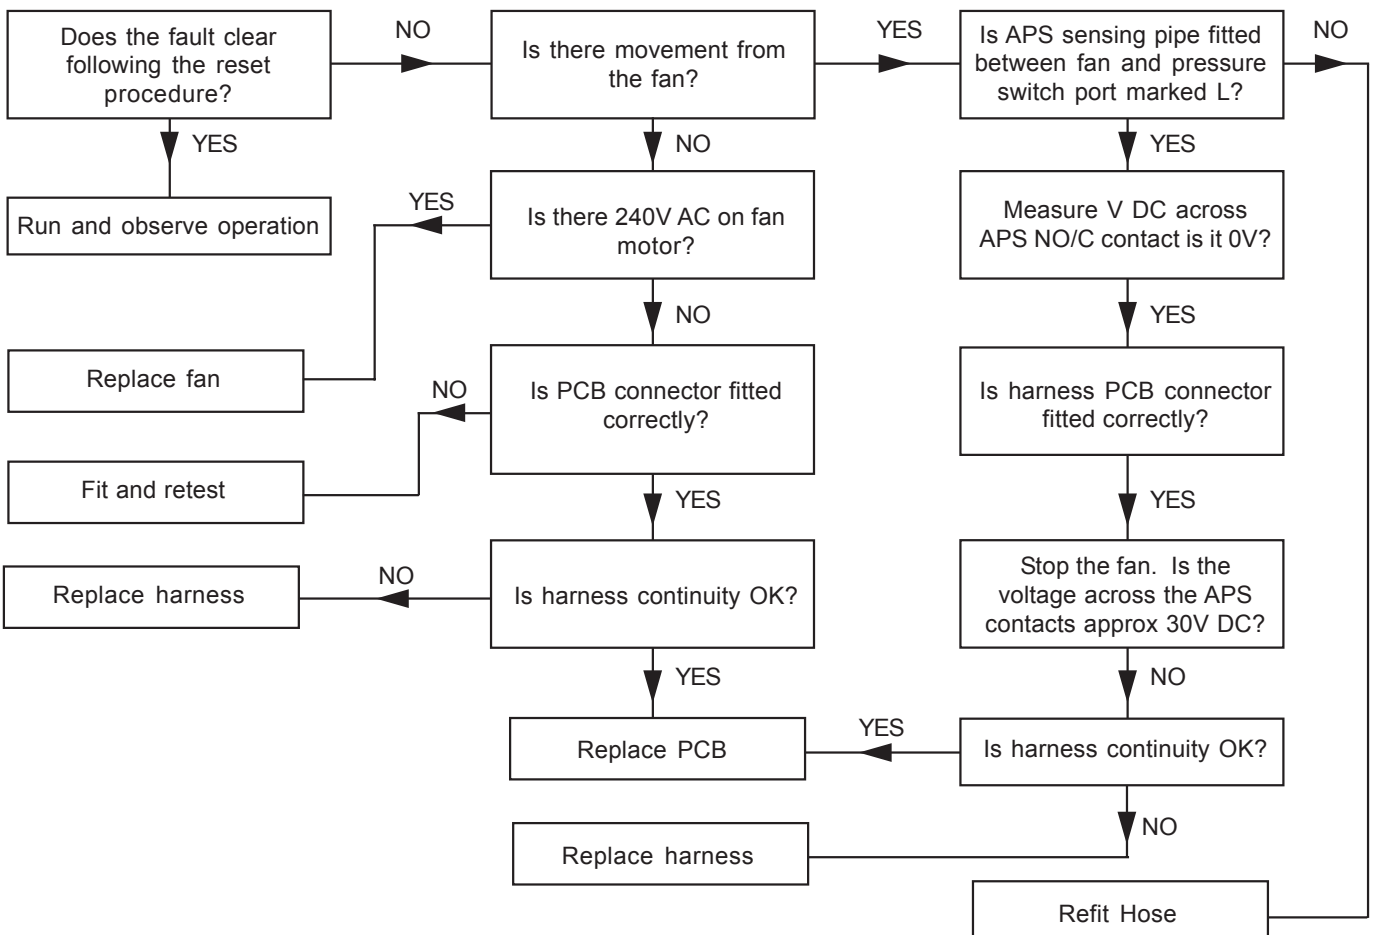 Does the fault clear
following the reset
procedure?
NO
Is there movement from
the fan?
YES
Is APS sensing pipe fitted
between fan and pressure
switch port marked L?
NO
YES
NO
YES
Run and observe operation
YES
Is there 240V AC on fan
motor?
Measure V DC across
APS NO/C contact is it 0V?
NO
YES
Replace fan
NO
Is PCB connector fitted
correctly?
Is harness PCB connector
fitted correctly?
Fit and retest
YES
YES
Replace harness
NO
Is harness continuity OK?
Stop the fan. Is the
voltage across the APS
contacts approx 30V DC?
YES
NO
Replace PCB
YES
Is harness continuity OK?
NO
Replace harness
Refit Hose